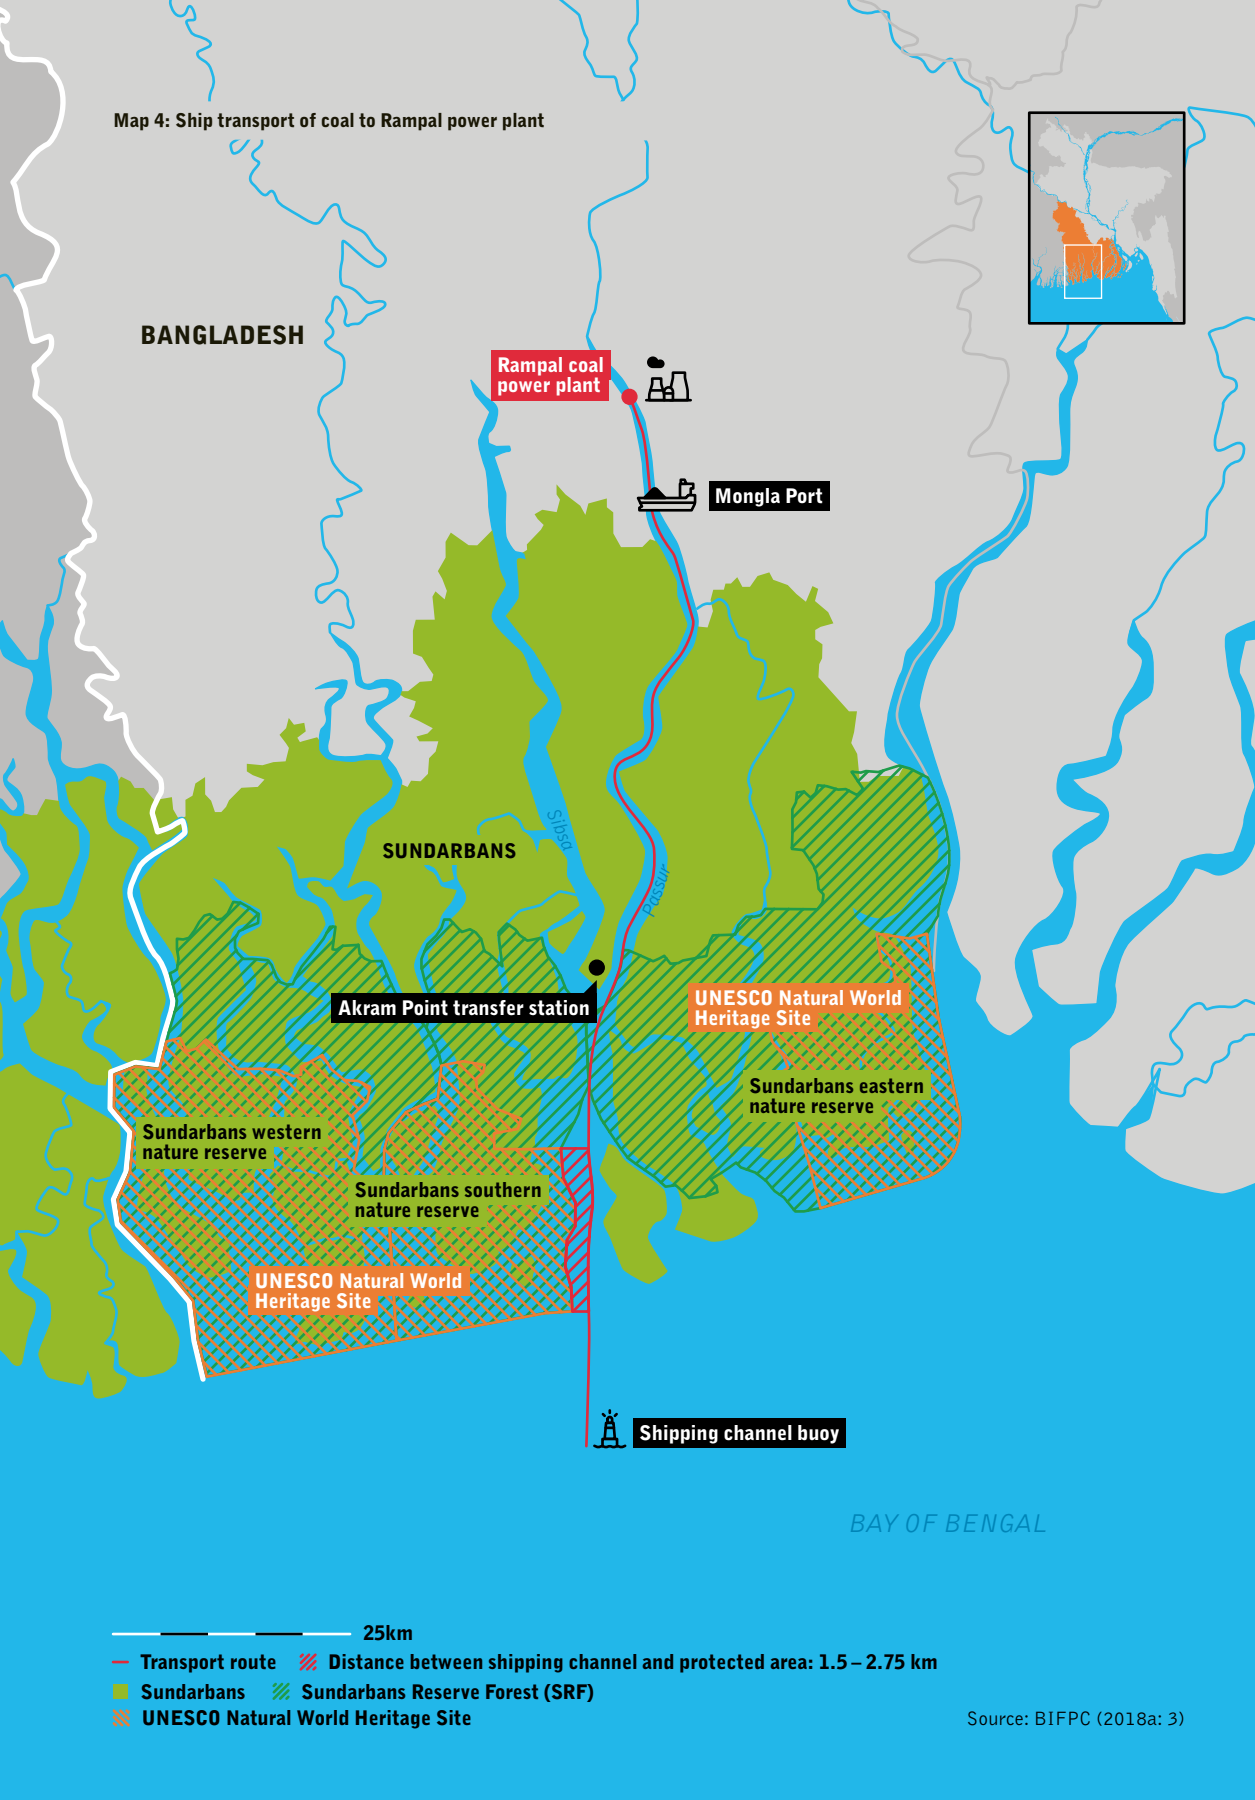 Map 4: Ship transport of coal to Rampal power plant
BANGLADESH
Rampal coal
power plant
Mongla Port
Sibsa
SUNDARBANS
Passur
Akram Point transfer station
UNESCO Natural World
Heritage Site
Sundarbans eastern
nature reserve
Sundarbans western
nature reserve
Sundarbans southern
nature reserve
UNESCO Natural World
Heritage Site
Shipping channel buoy
BAY OF BENGAL
25km
Transport route
Distance between shipping channel and protected area: 1.5 – 2.75 km
Sundarbans
Sundarbans Reserve Forest (SRF)
UNESCO Natural World Heritage Site
Source: BIFPC (2018a: 3)